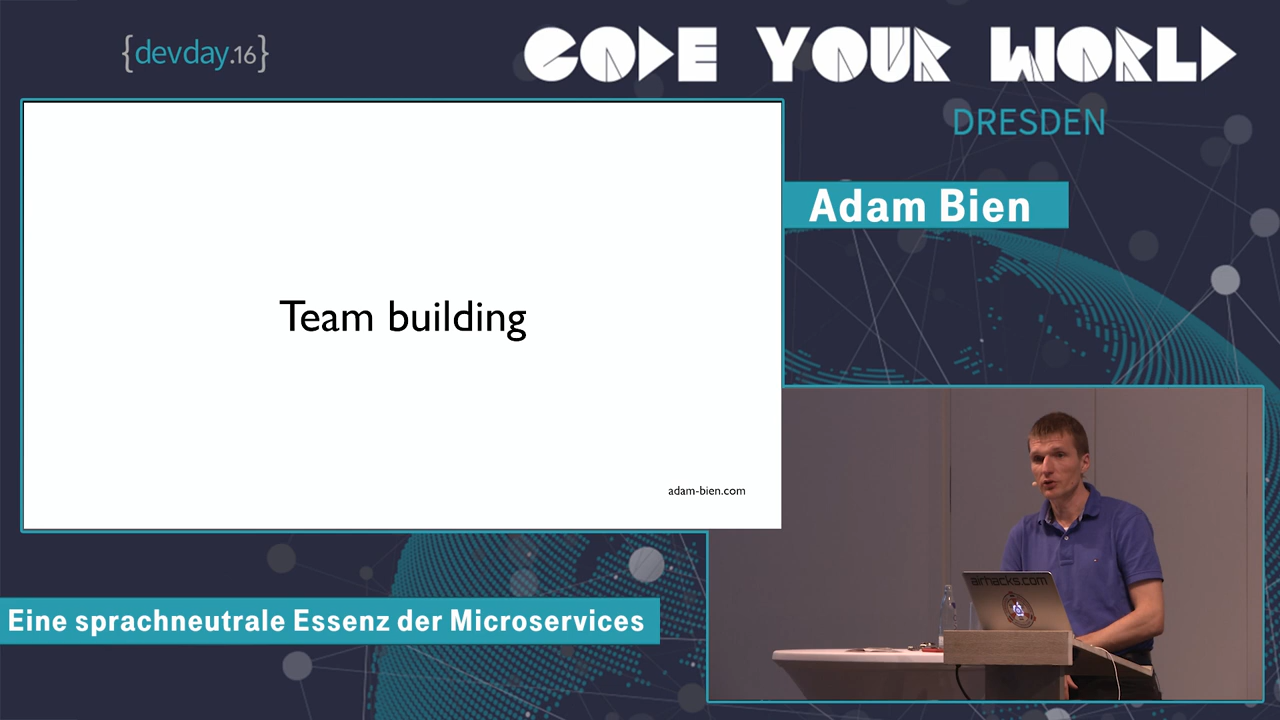 {devday.16}
CODE YOUR WORLD
DRESDEN
Adam Bien
Team building
adam-bien.com
airhacks.com
Eine sprachneutrale Essenz der Microservices